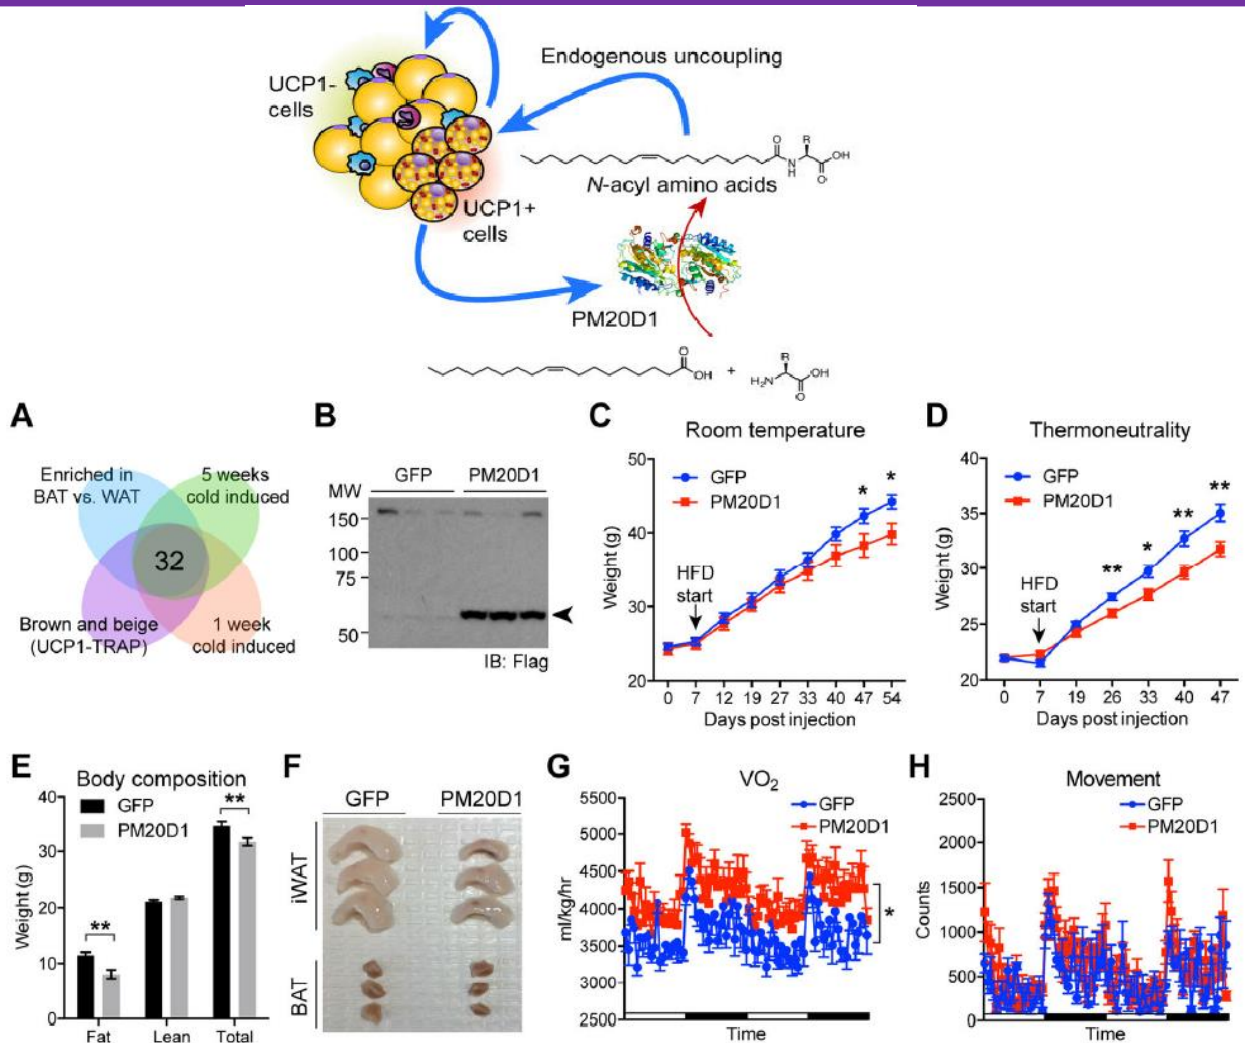 Endogenous uncoupling
UCP1-
cells
O
R
OH
N
H
O
N-acyl amino acids
UCP1+
cells
PM20D1
O
OH
+
R
H₂N
OH
O
A
Enriched in
BAT vs. WAT
5 weeks
cold induced
32
Brown and beige
(UCP1-TRAP)
1 week
cold induced
B
GFP PM20D1
MW
150
100
75
50
IB: Flag
C
Room temperature
50
40
30
20
Weight (g)
GFP
PM20D1
* *
HFD
start
0 7 12 19 27 33 40 47 54
Days post injection
D
Thermoneutrality
40
35
30
25
20
Weight (g)
GFP
PM20D1
** * ** **
HFD
start
0 7 19 26 33 40 47
Days post injection
E
Body composition
40
30
20
10
0
Weight (g)
GFP
PM20D1
** **
Fat Lean Total
F
GFP PM20D1
iWAT
BAT
G
VO₂
5500
5000
4500
4000
3500
3000
2500
ml/kg/hr
GFP
PM20D1
*
Time
H
Movement
2500
2000
1500
1000
500
0
Counts
GFP
PM20D1
Time